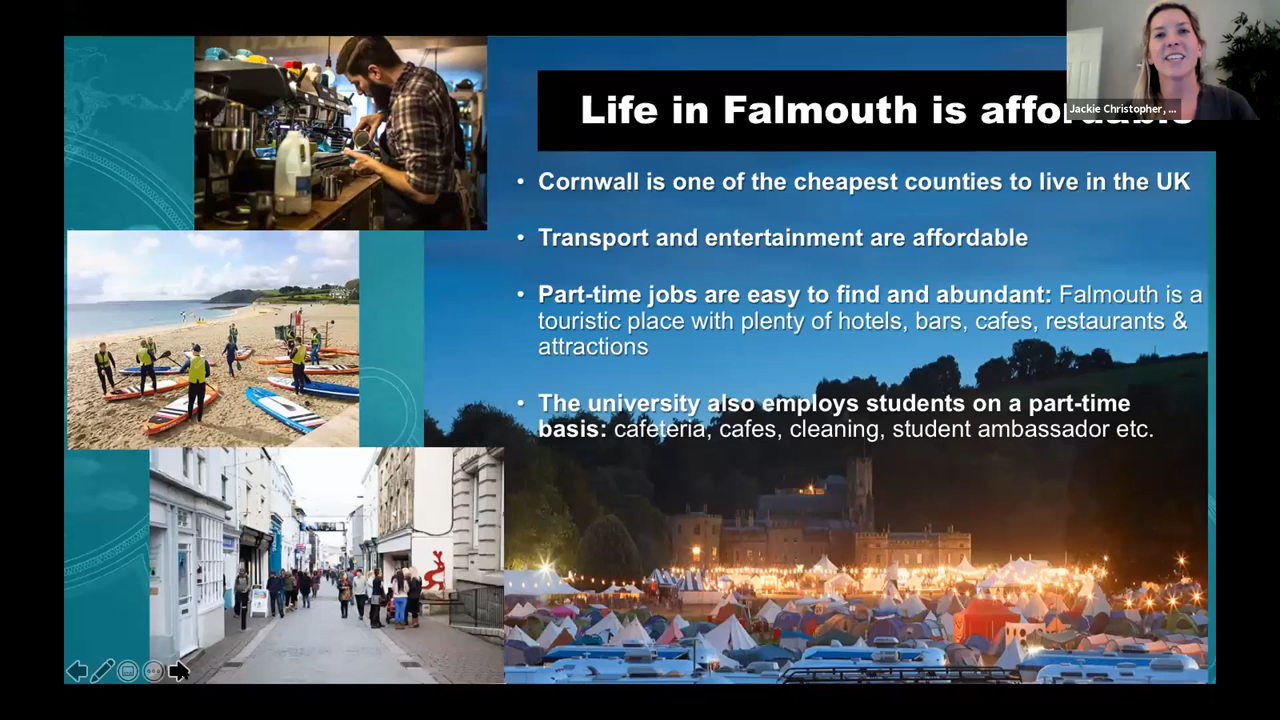 Life in Falmouth is affordable
Jackie Christopher, ...
• Cornwall is one of the cheapest counties to live in the UK
• Transport and entertainment are affordable
• Part-time jobs are easy to find and abundant: Falmouth is a
touristic place with plenty of hotels, bars, cafes, restaurants &
attractions
• The university also employs students on a part-time
basis: cafeteria, cafes, cleaning, student ambassador etc.